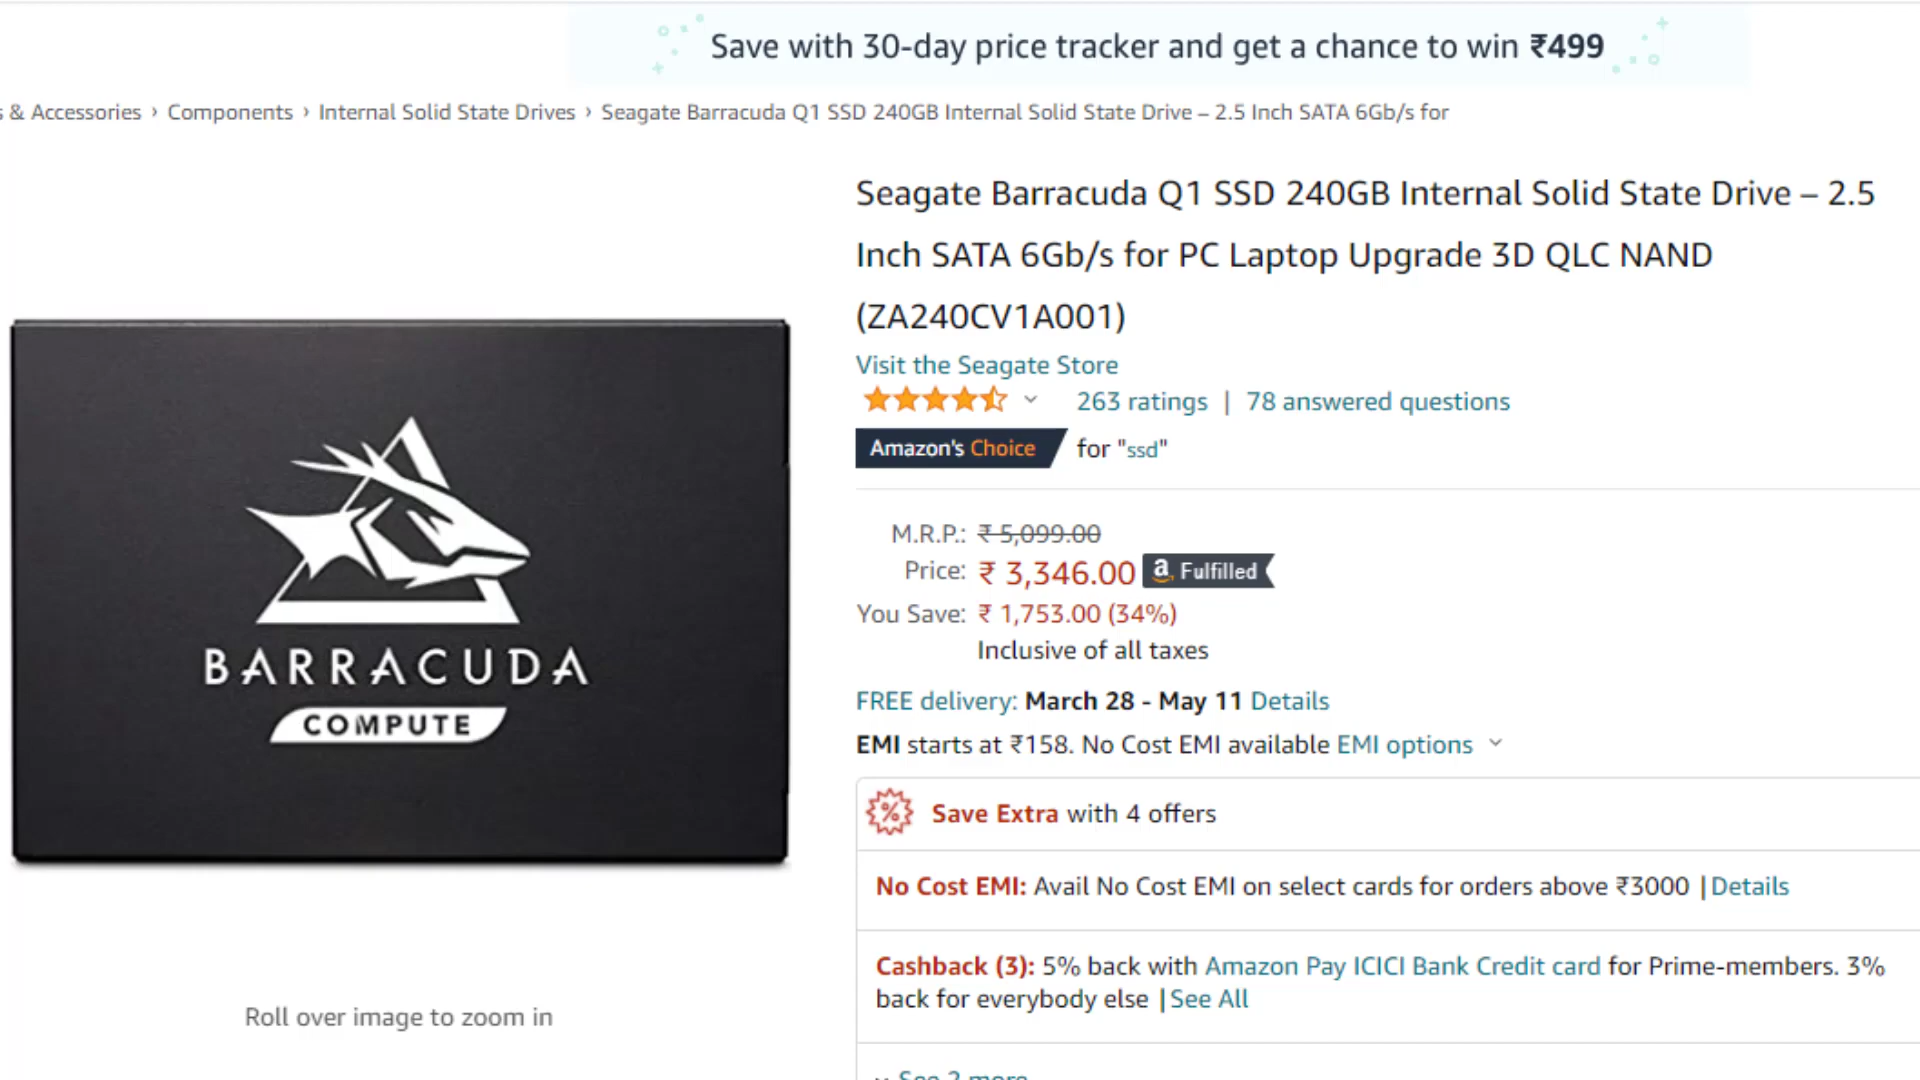 Save with 30-day price tracker and get a chance to win ₹499
& Accessories › Components › Internal Solid State Drives › Seagate Barracuda Q1 SSD 240GB Internal Solid State Drive – 2.5 Inch SATA 6Gb/s for
Seagate Barracuda Q1 SSD 240GB Internal Solid State Drive – 2.5
Inch SATA 6Gb/s for PC Laptop Upgrade 3D QLC NAND
(ZA240CV1A001)
Visit the Seagate Store
263 ratings | 78 answered questions
Amazon's Choice for "ssd"
M.R.P.: ₹ 5,099.00
Price: ₹ 3,346.00 a Fulfilled
You Save: ₹ 1,753.00 (34%)
Inclusive of all taxes
FREE delivery: March 28 - May 11 Details
EMI starts at ₹158. No Cost EMI available EMI options
Save Extra with 4 offers
No Cost EMI: Avail No Cost EMI on select cards for orders above ₹3000 | Details
Cashback (3): 5% back with Amazon Pay ICICI Bank Credit card for Prime-members. 3%
back for everybody else | See All
See 2 more
BARRACUDA
COMPUTE
Roll over image to zoom in